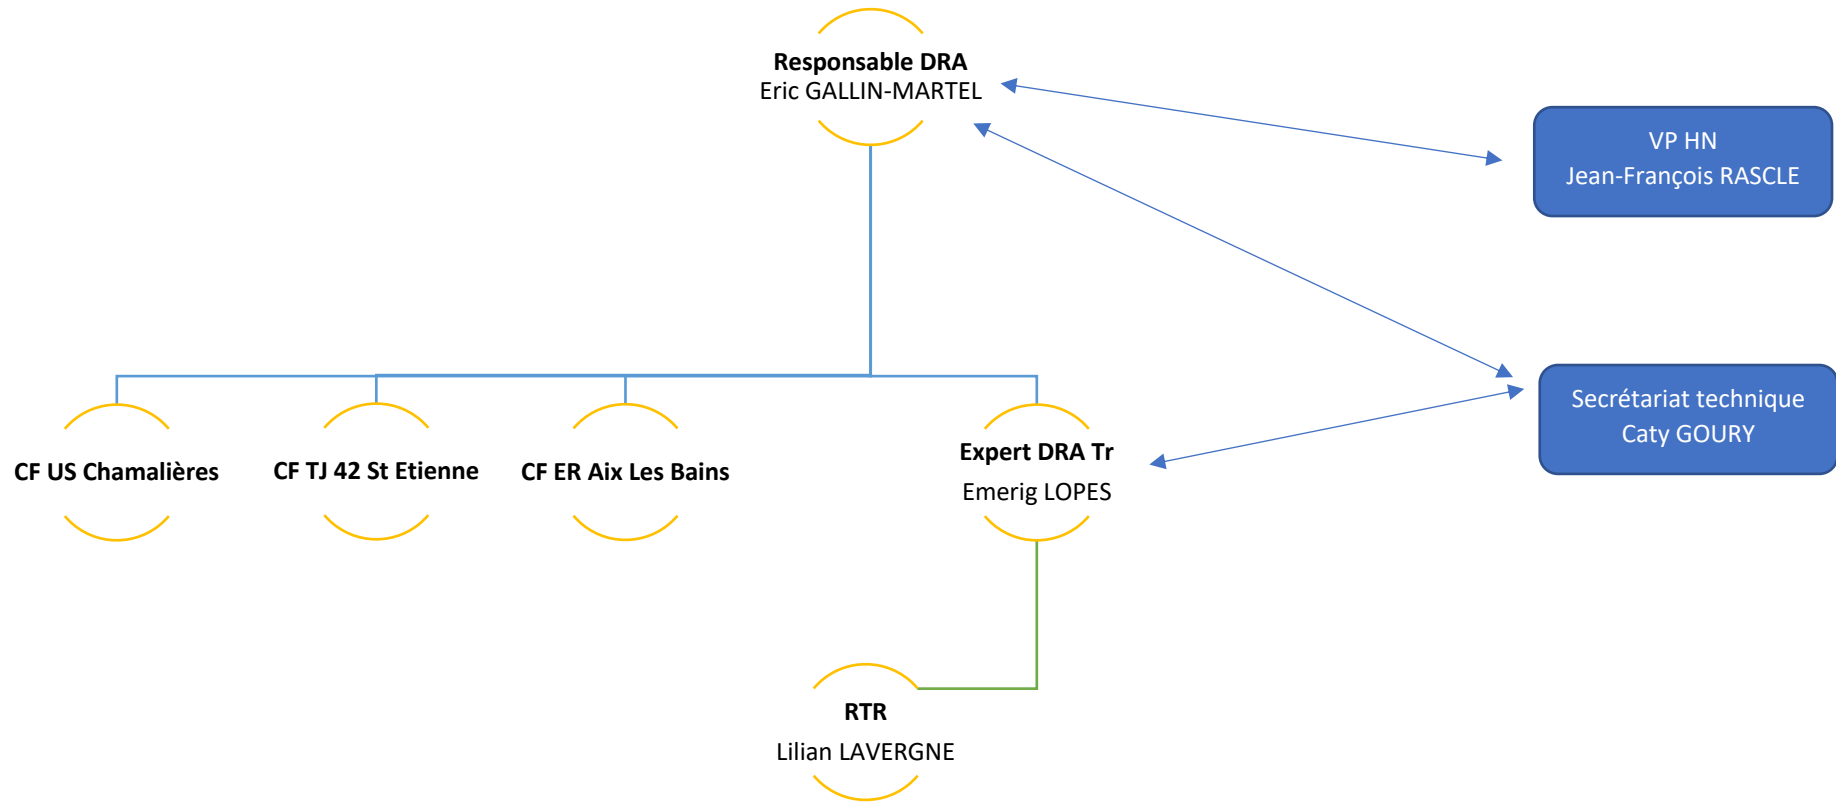 Responsable DRA
Eric GALLIN-MARTEL
VP HN
Jean-François RASCLE
Secrétariat technique
Caty GOURY
CF US Chamalières
CF TJ 42 St Etienne
CF ER Aix Les Bains
Expert DRA Tr
Emerig LOPES
RTR
Lilian LAVERGNE